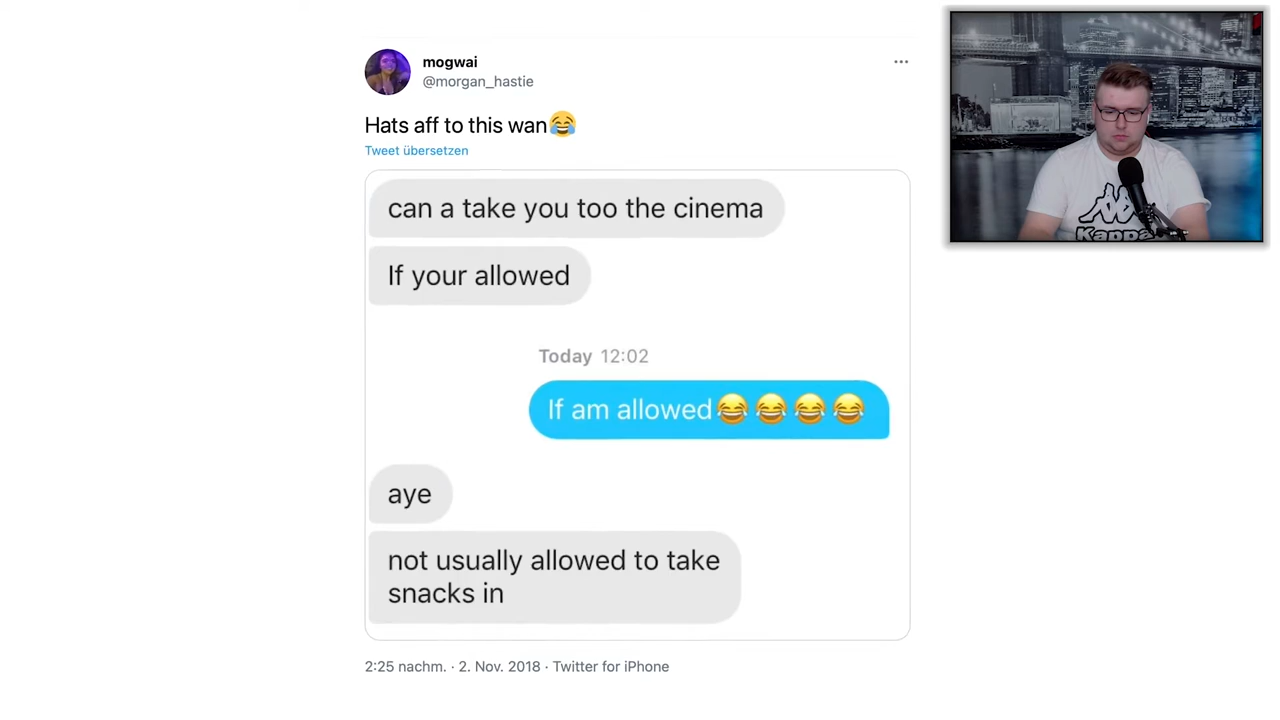 mogwai
@morgan_hastie
Hats aff to this wan😂
Tweet übersetzen
can a take you too the cinema
If your allowed
Today 12:02
If am allowed😂😂😂😂
aye
not usually allowed to take
snacks in
2:25 nachm. · 2. Nov. 2018 · Twitter for iPhone
Kappa